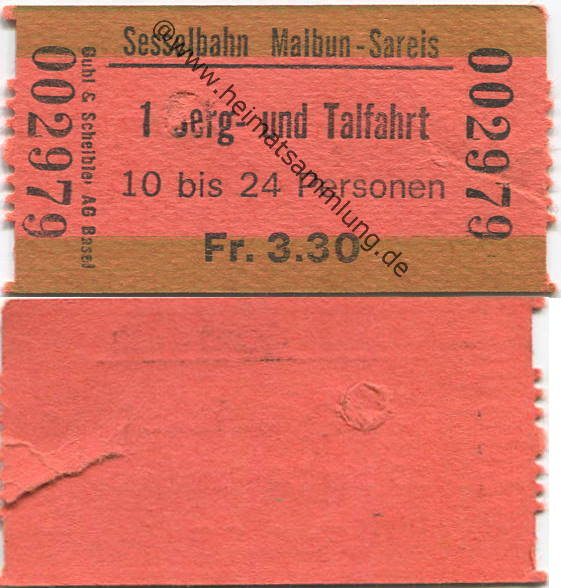 Sesselbahn Malbun-Sareis
1 Berg- und Talfahrt
10 bis 24 Personen
Fr. 3.30
002979
Guhl & Scheibler AG Basel
002979
@www.heimatsammlung.de